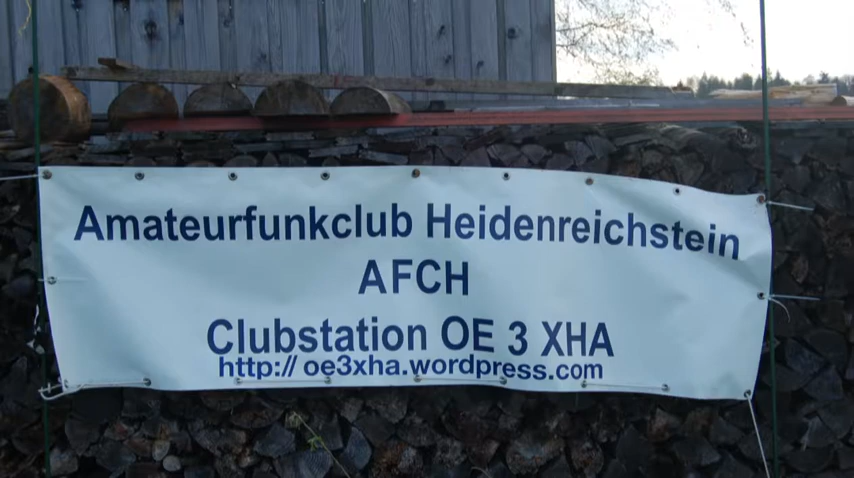 Amateurfunkclub Heidenreichstein
AFCH
Clubstation OE 3 XHA
http:// oe3xha.wordpress.com